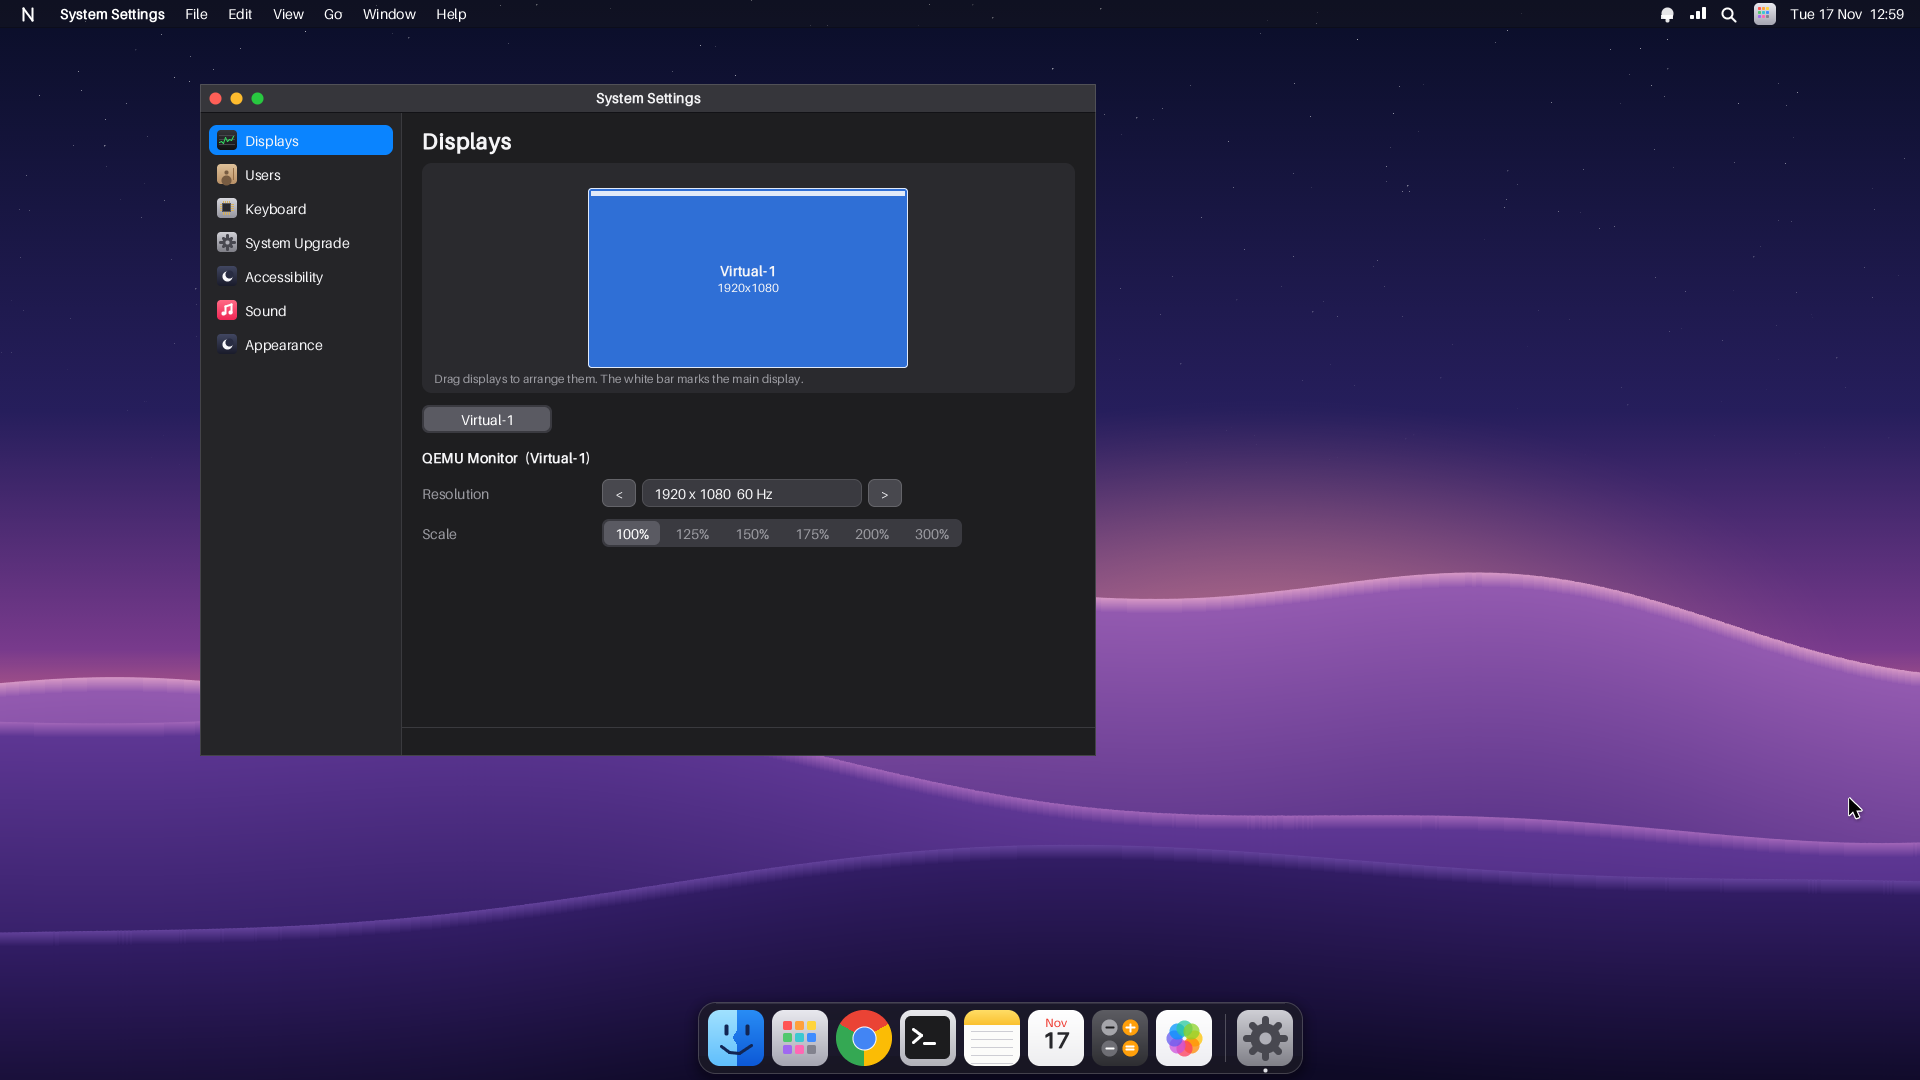 System Settings File Edit View Go Window Help Tue 17 Nov 12:59
System Settings
Displays
Users
Keyboard
System Upgrade
Accessibility
Sound
Appearance
Displays
Virtual-1
1920x1080
Drag displays to arrange them. The white bar marks the main display.
Virtual-1
QEMU Monitor (Virtual-1)
Resolution < 1920 x 1080 60 Hz >
Scale 100% 125% 150% 175% 200% 300%
Nov
17